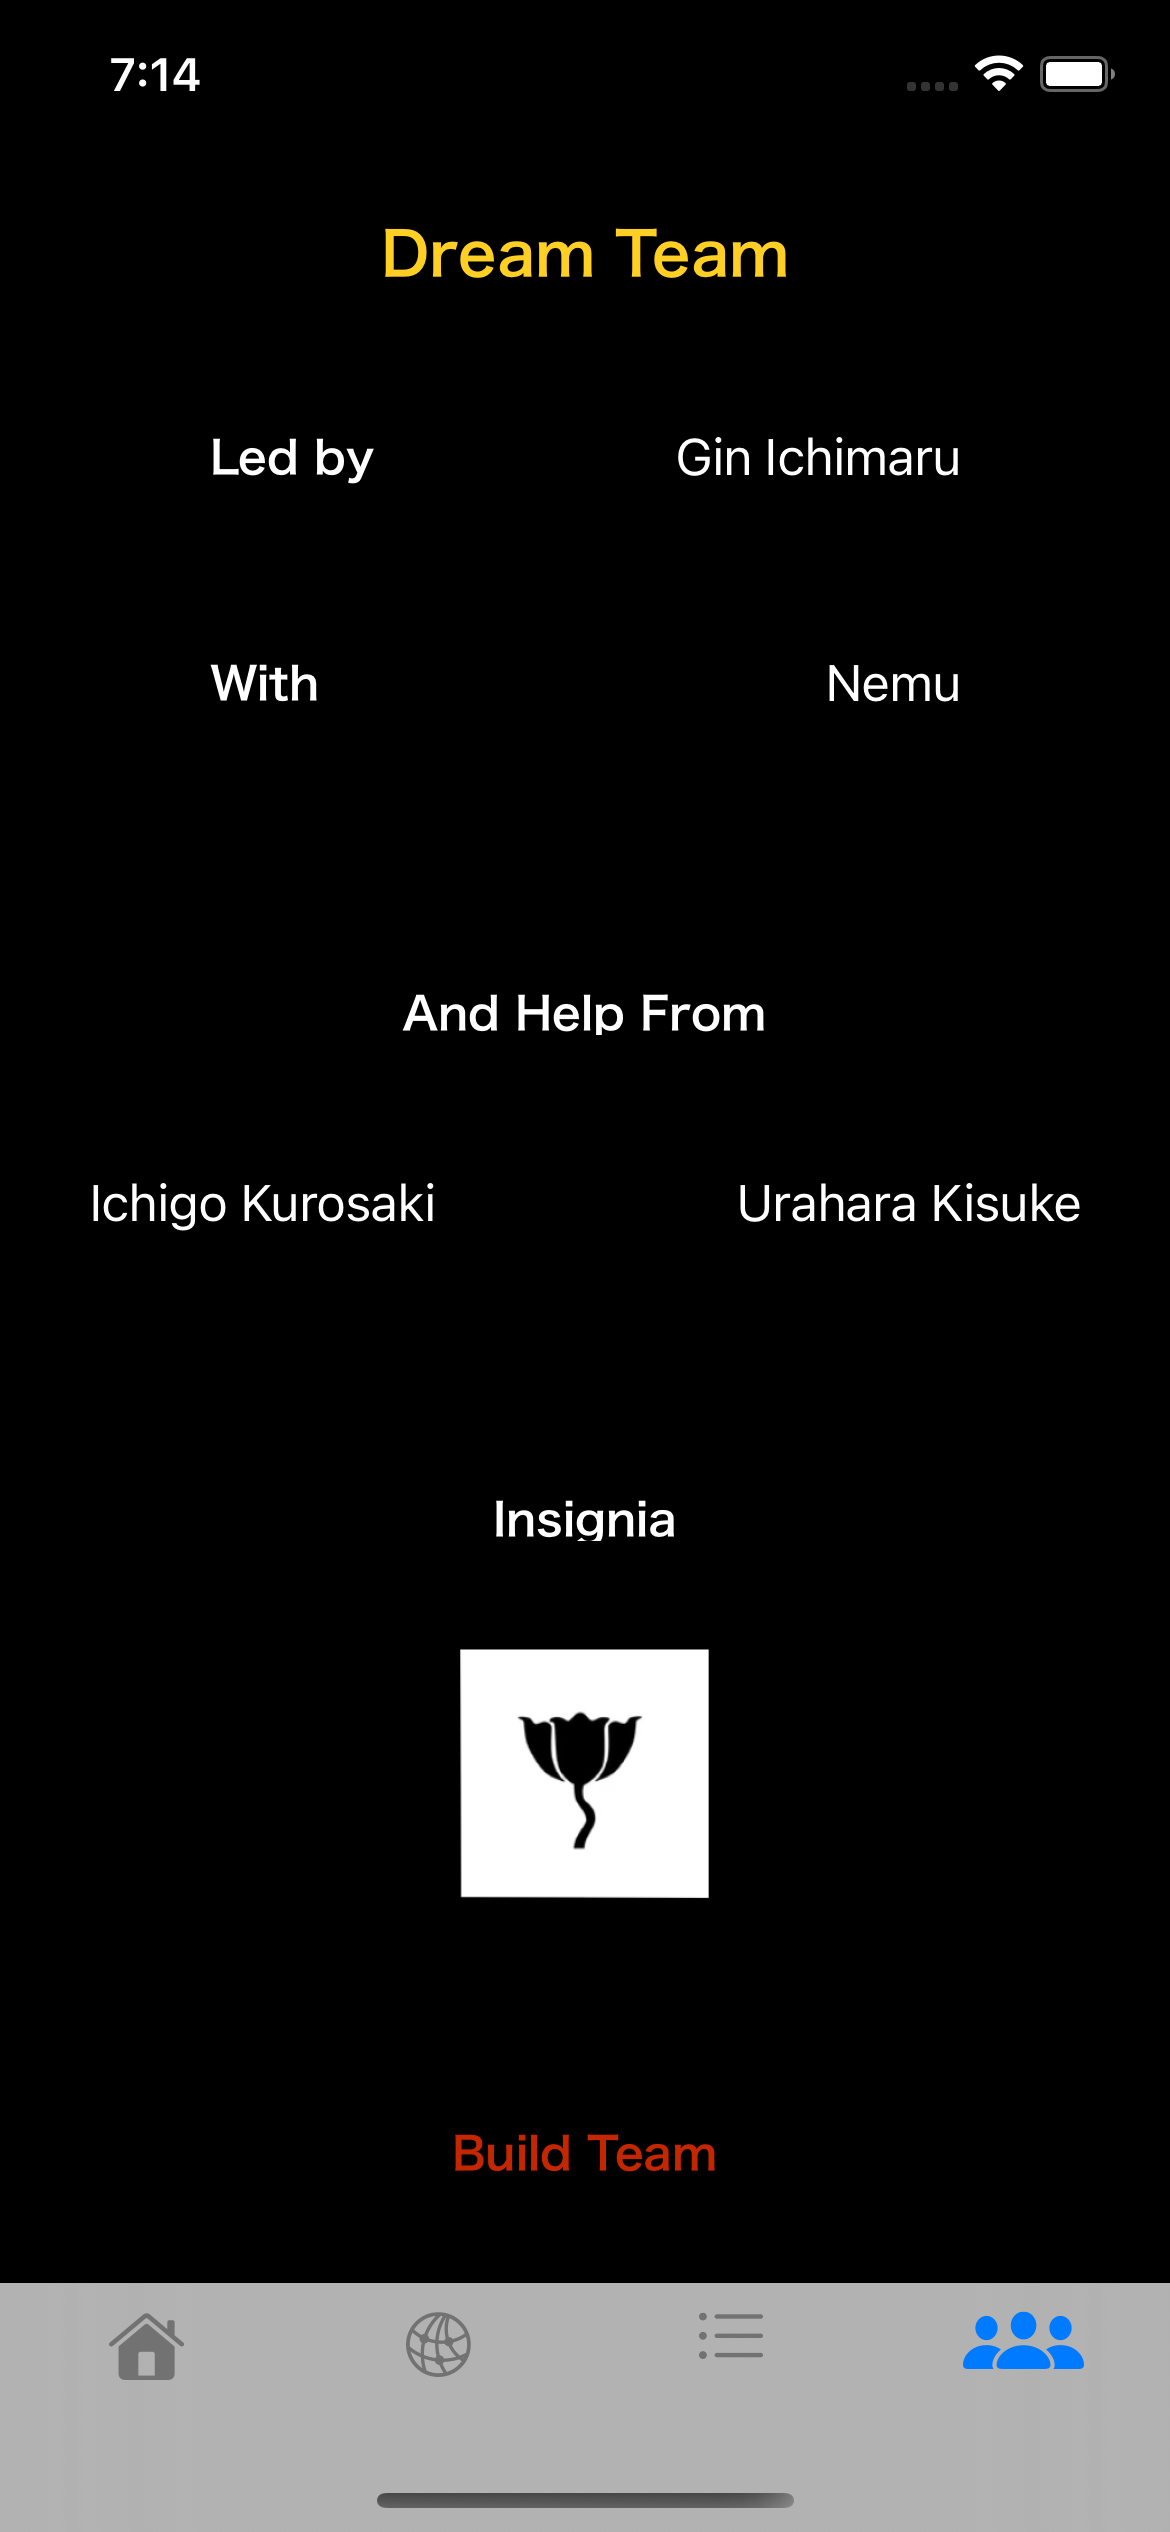 7:14
Dream Team
Led by
Gin Ichimaru
With
Nemu
And Help From
Ichigo Kurosaki
Urahara Kisuke
Insignia
Build Team